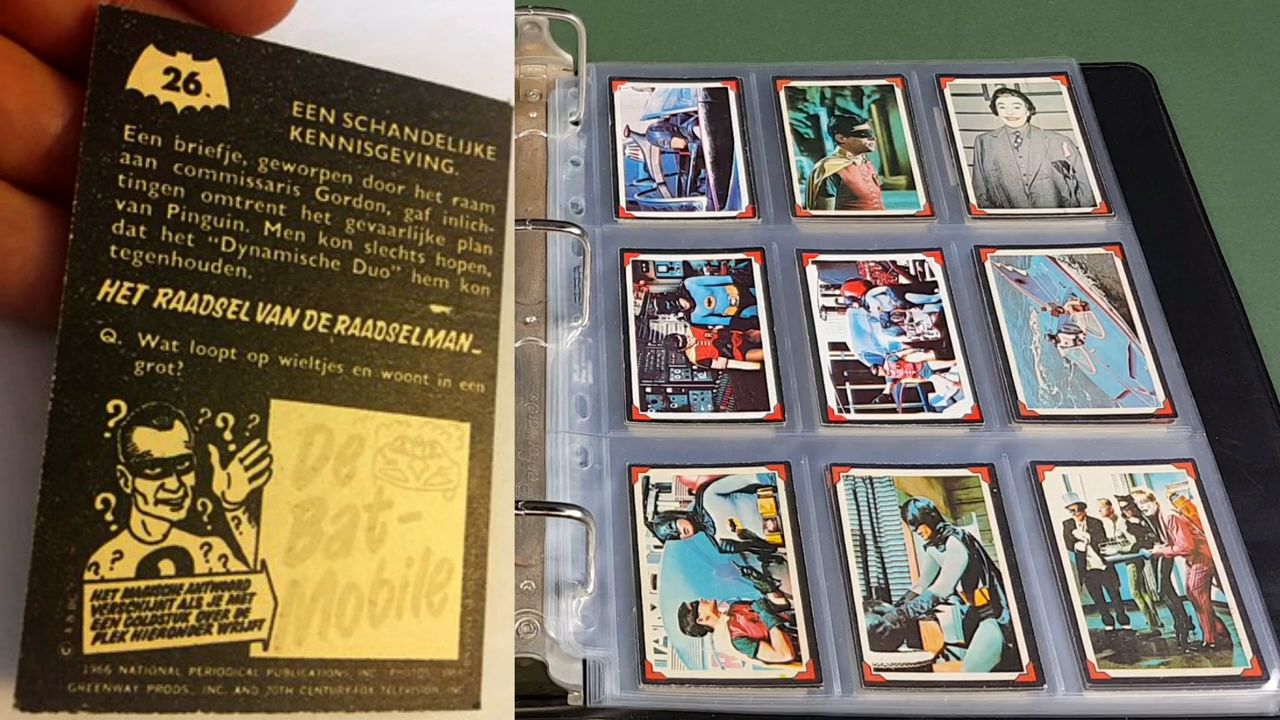 26.
EEN SCHANDELIJKE
KENNISGEVING.
Een briefje, geworpen door het raam
aan commissaris Gordon, gaf inlich-
tingen omtrent het gevaarlijke plan
van Pinguin. Men kon slechts hopen,
dat het "Dynamische Duo" hem kon
tegenhouden.
HET RAADSEL VAN DE RAADSELMAN-
Q. Wat loopt op wieltjes en woont in een
grot?
De
Bat-
Mobile
HET MAGISCHE ANTWOORD
VERSCHIJNT ALS JE MET
EEN GOLDSTUK OVER DE
PLEK HIERONDER WRIJFT
1966 NATIONAL PERIODICAL PUBLICATIONS, INC
GREENWAY PRODS., INC. AND 20TH CENTURY-FOX TELEVISION, INC